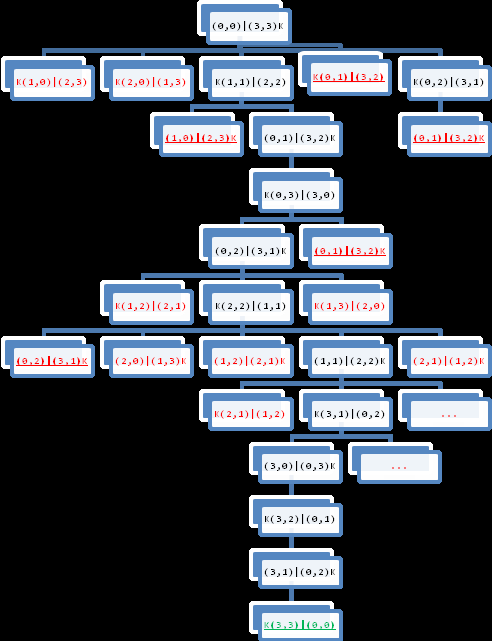 (0,0)|(3,3)K
K(1,0)|(2,3)
K(2,0)|(1,3)
K(1,1)|(2,2)
K(0,1)|(3,2)
K(0,2)|(3,1)
(1,0)|(2,3)K
(0,1)|(3,2)K
(0,1)|(3,2)K
K(0,3)|(3,0)
(0,2)|(3,1)K
(0,1)|(3,2)K
K(1,2)|(2,1)
K(2,2)|(1,1)
K(1,3)|(2,0)
(0,2)|(3,1)K
(2,0)|(1,3)K
(1,2)|(2,1)K
(1,1)|(2,2)K
(2,1)|(1,2)K
K(2,1)|(1,2)
K(3,1)|(0,2)
...
(3,0)|(0,3)K
...
K(3,2)|(0,1)
(3,1)|(0,2)K
K(3,3)|(0,0)